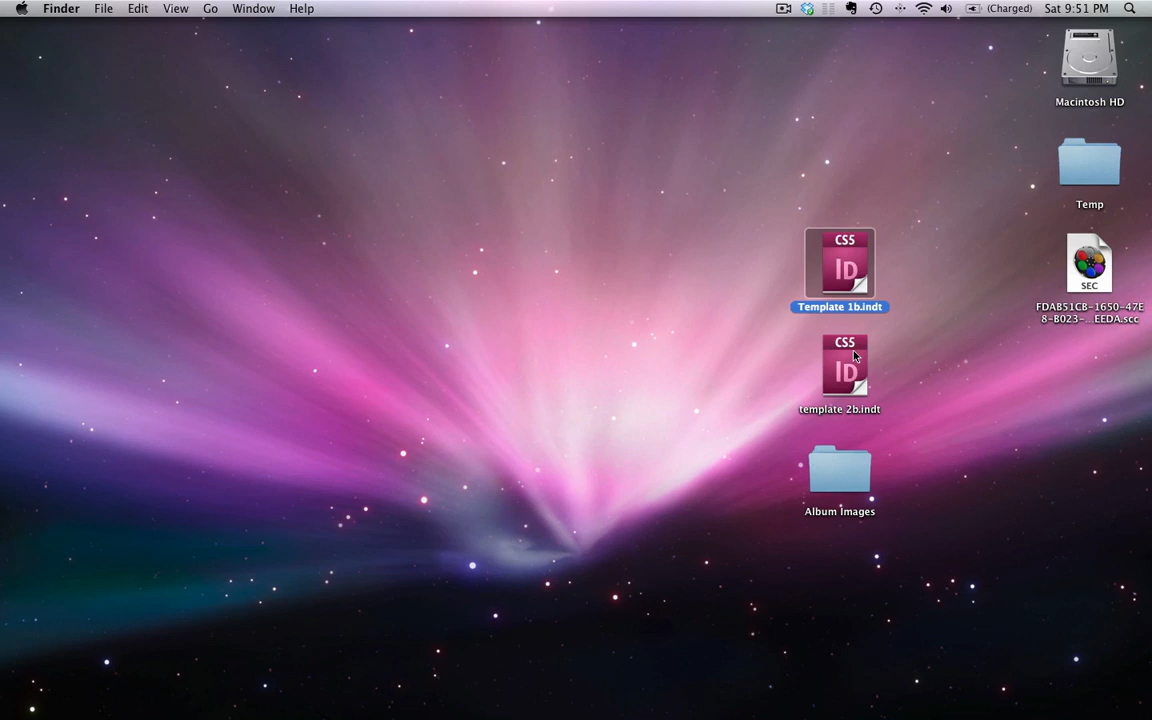 Finder File Edit View Go Window Help (Charged) Sat 9:51 PM
Macintosh HD
Temp
CS5
Id
Template 1b.indt
SEC
FDAB51CB-1650-47E
8-B023-...EEDA.scc
CS5
Id
template 2b.indt
Album Images